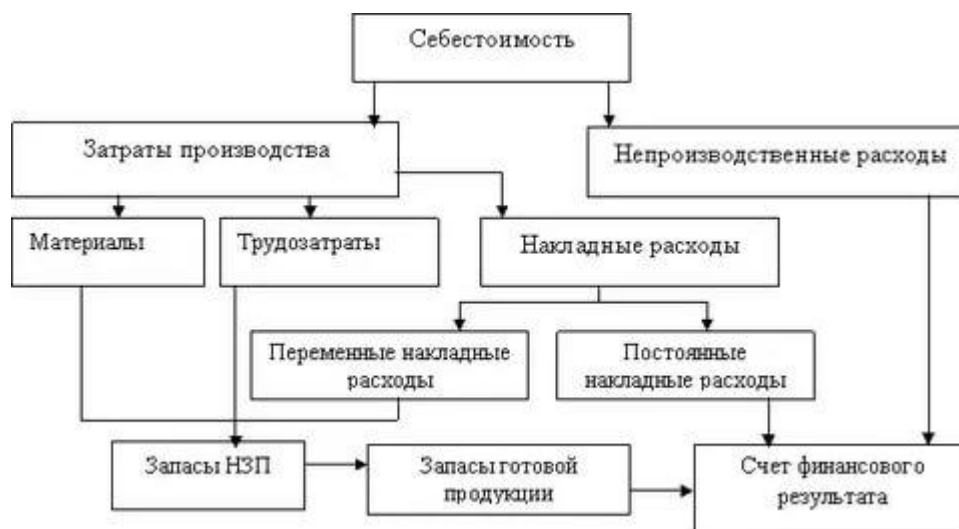 Себестоимость
Затраты производства
Непроизводственные расходы
Материалы
Трудозатраты
Накладные расходы
Переменные накладные
расходы
Постоянные
накладные расходы
Запасы НЗП
Запасы готовой
продукции
Счет финансового
результата